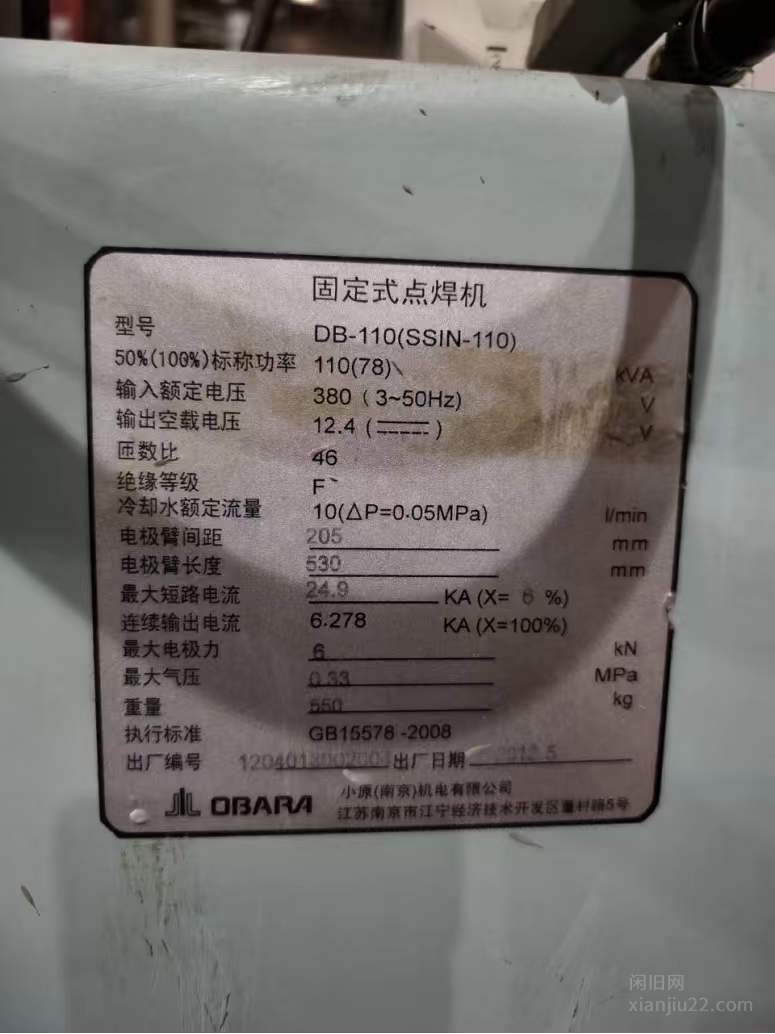 固定式点焊机
型号 DB-110(SSIN-110)
50%(100%)标称功率 110(78) kVA
输入额定电压 380 (3~50Hz) V
输出空载电压 12.4 ( ) V
匝数比 46
绝缘等级 F
冷却水额定流量 10(△P=0.05MPa) l/min
电极臂间距 205 mm
电极臂长度 530 mm
最大短路电流 24.9 KA (X= 6 %)
连续输出电流 6.278 KA (X=100%)
最大电极力 6 kN
最大气压 0.33 MPa
重量 550 kg
执行标准 GB15578-2008
出厂编号 出厂日期 2012.5
OBARA 小原(南京)机电有限公司
江苏南京市江宁经济技术开发区董村路5号
闲旧网
xianjiu22.com